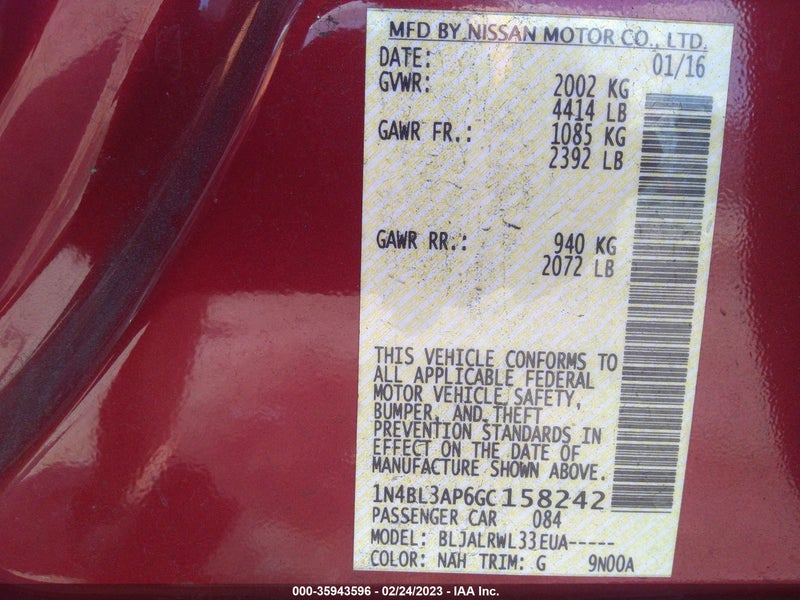 MFD BY NISSAN MOTOR CO., LTD.
DATE: 01/16
GVWR: 2002 KG
4414 LB
GAWR FR.: 1085 KG
2392 LB
GAWR RR.: 940 KG
2072 LB
THIS VEHICLE CONFORMS TO
ALL APPLICABLE FEDERAL
MOTOR VEHICLE SAFETY,
BUMPER, AND THEFT
PREVENTION STANDARDS IN
EFFECT ON THE DATE OF
MANUFACTURE SHOWN ABOVE.
1N4BL3AP6GC158242
PASSENGER CAR 084
MODEL: BLJALRWL33EUA-----
COLOR: NAH TRIM: G 9N00A
000-35943596 - 02/24/2023 - IAA Inc.